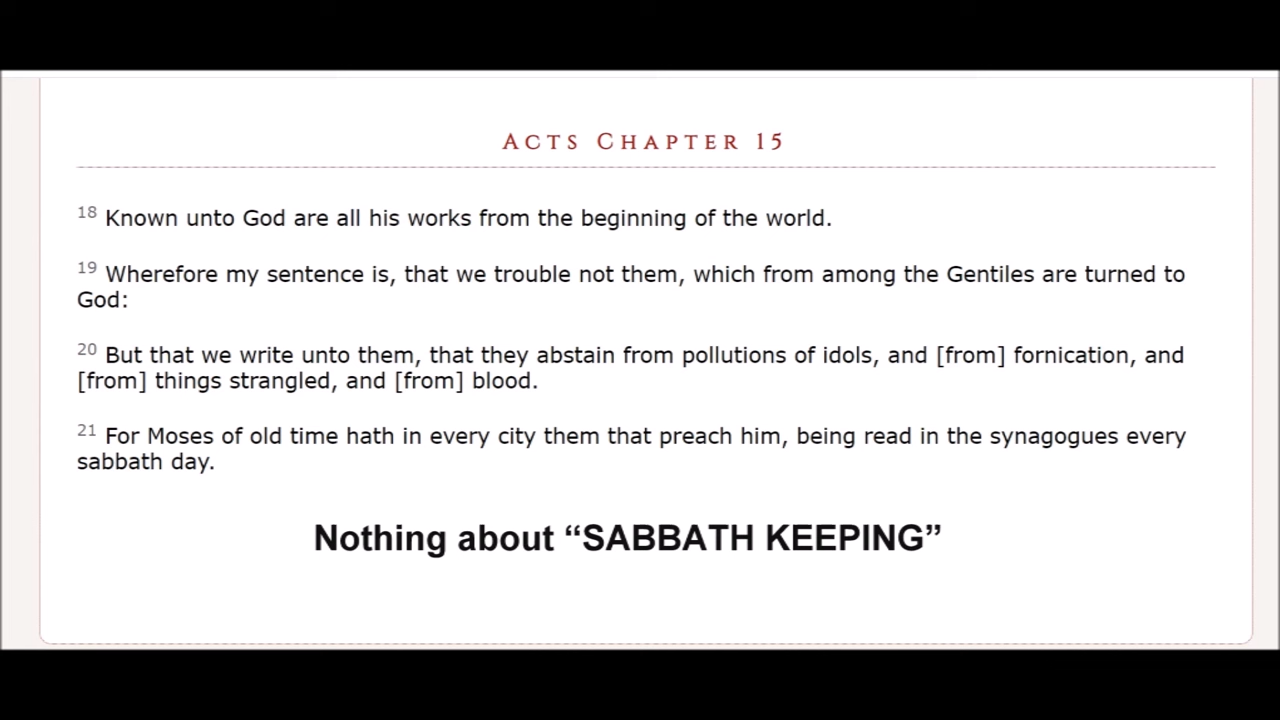 Acts Chapter 15
18 Known unto God are all his works from the beginning of the world.
19 Wherefore my sentence is, that we trouble not them, which from among the Gentiles are turned to
God:
20 But that we write unto them, that they abstain from pollutions of idols, and [from] fornication, and
[from] things strangled, and [from] blood.
21 For Moses of old time hath in every city them that preach him, being read in the synagogues every
sabbath day.
Nothing about “SABBATH KEEPING”